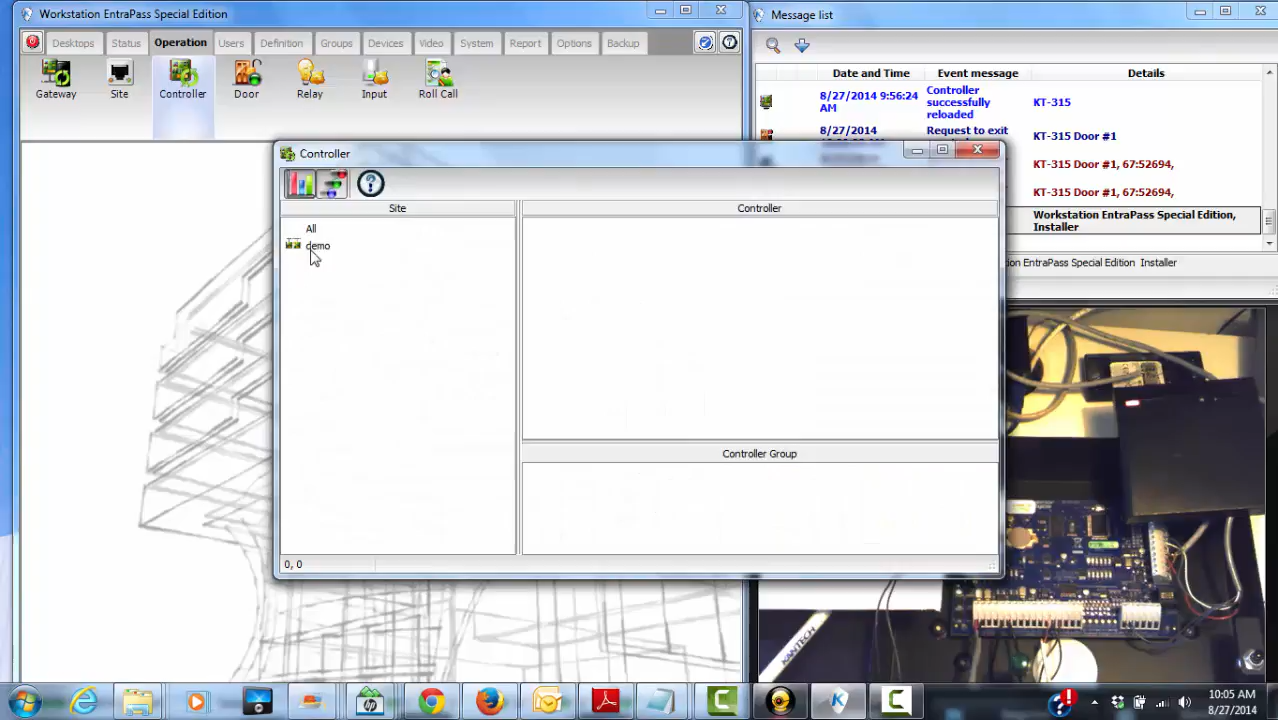 Workstation EntraPass Special Edition
Desktops Status Operation Users Definition Groups Devices Video System Report Options Backup
Gateway Site Controller Door Relay Input Roll Call
Message list
Date and Time Event message Details
8/27/2014 9:56:24 AM Controller successfully reloaded KT-315
8/27/2014 Request to exit KT-315 Door #1
KT-315 Door #1, 67:52694,
KT-315 Door #1, 67:52694,
Workstation EntraPass Special Edition, Installer
on EntraPass Special Edition Installer
Controller
Site Controller
All
demo
Controller Group
0, 0
KANTECH
10:05 AM
8/27/2014